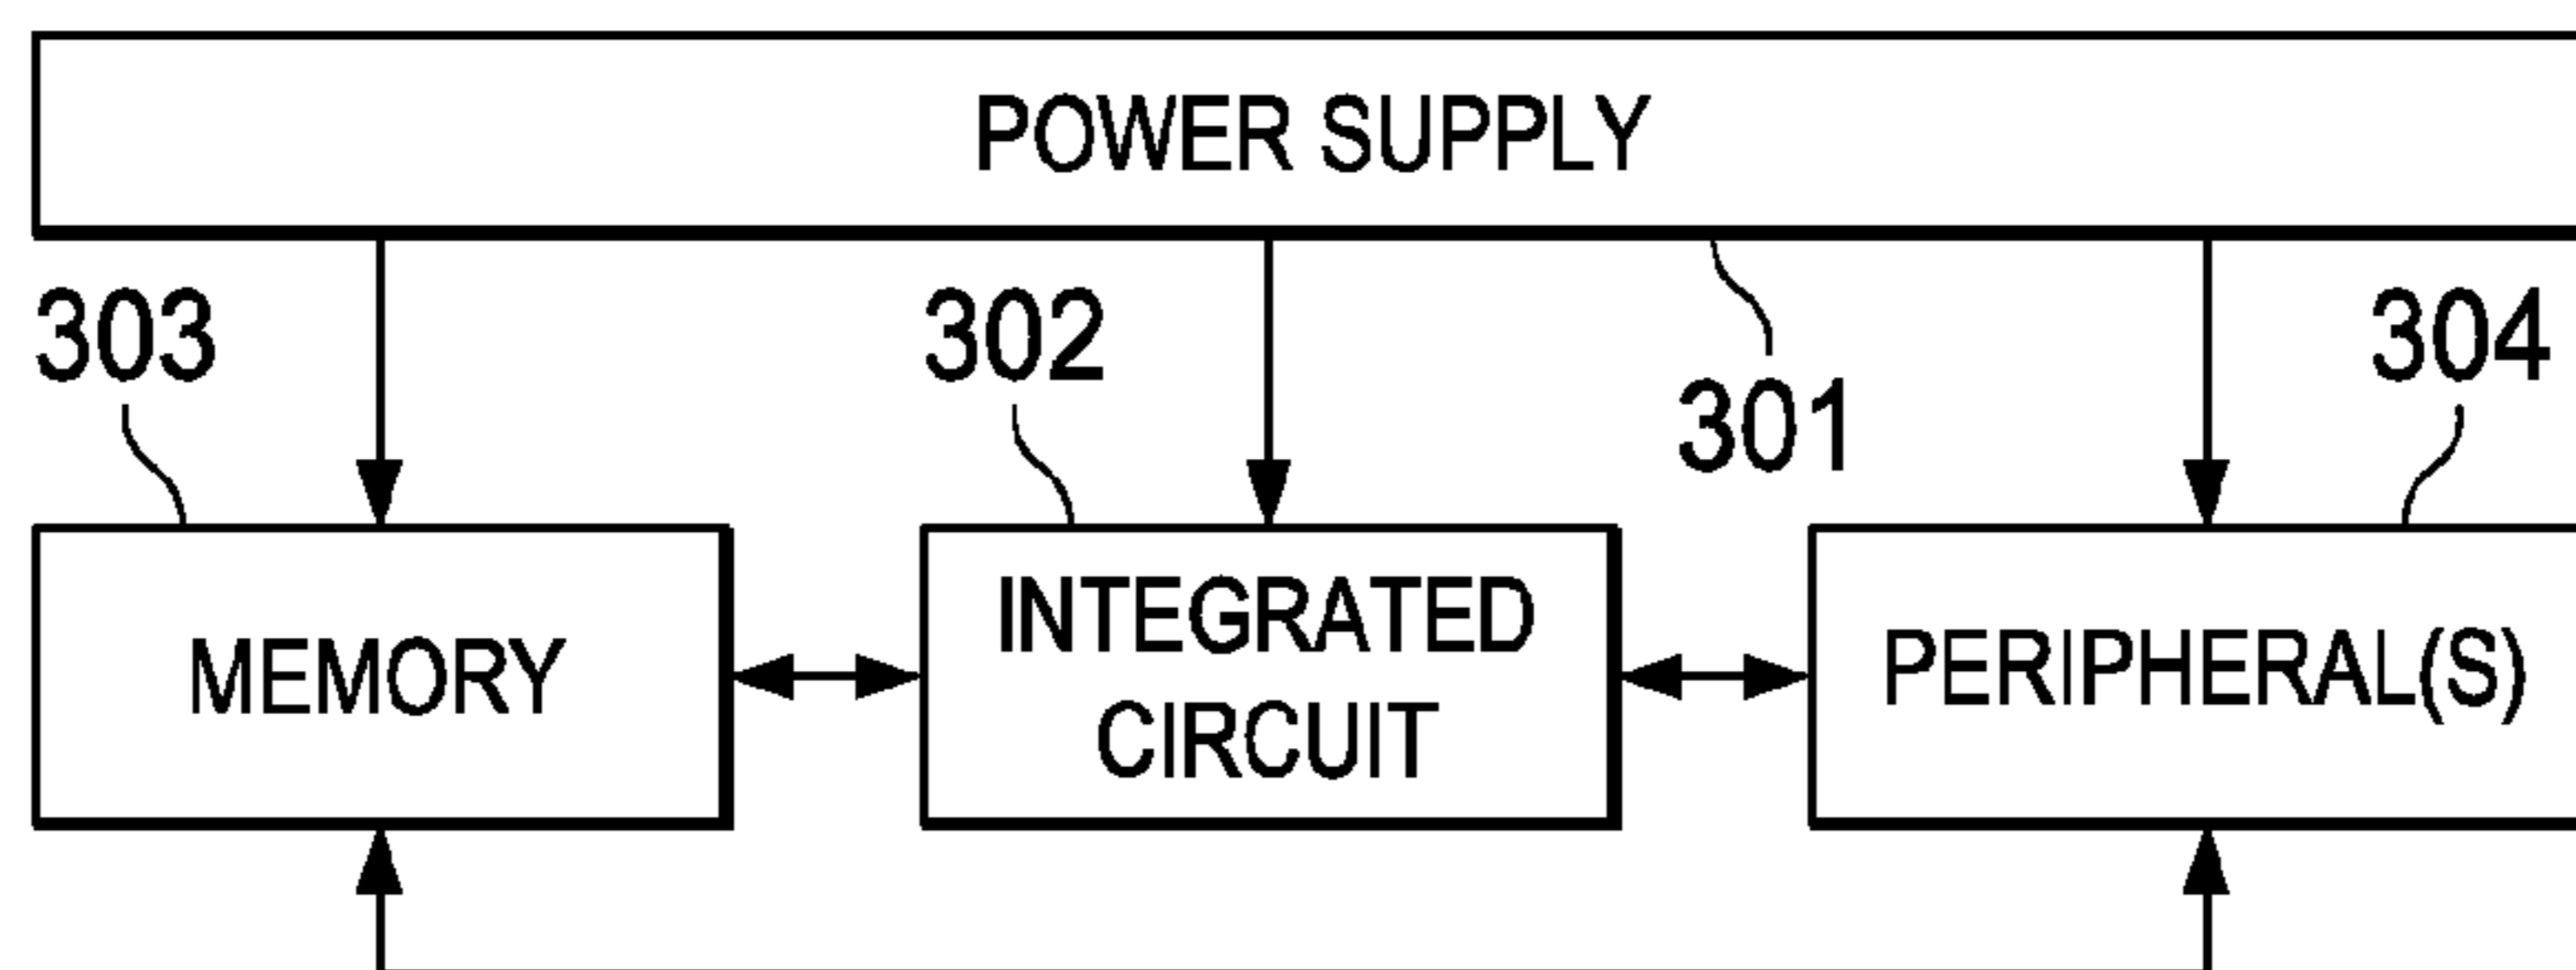 POWER SUPPLY
303
302
301
304
MEMORY
INTEGRATED
CIRCUIT
PERIPHERAL(S)